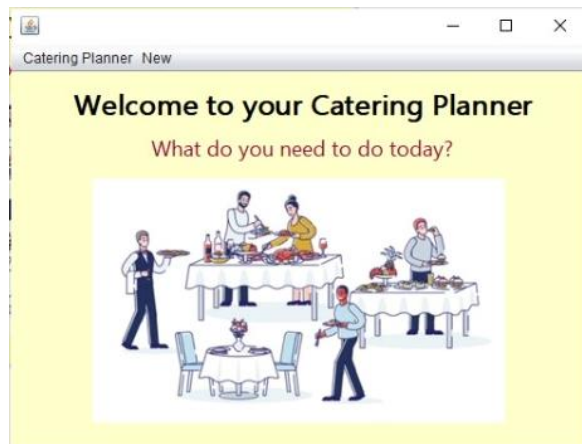 Catering Planner New
Welcome to your Catering Planner
What do you need to do today?